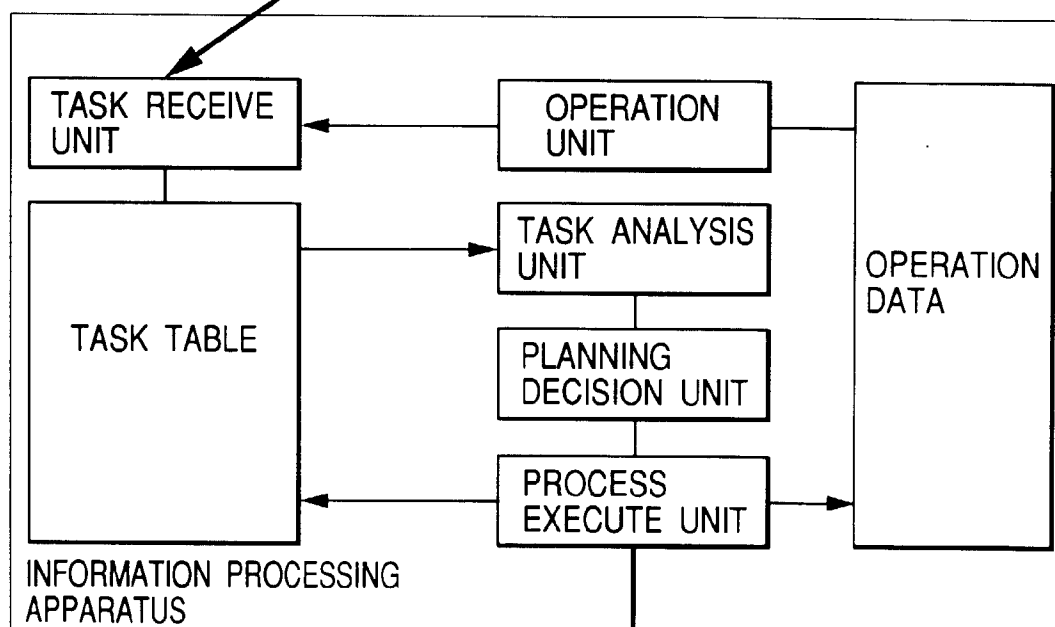 TASK RECEIVE
UNIT
OPERATION
UNIT
TASK ANALYSIS
UNIT
OPERATION
DATA
TASK TABLE
PLANNING
DECISION UNIT
PROCESS
EXECUTE UNIT
INFORMATION PROCESSING
APPARATUS